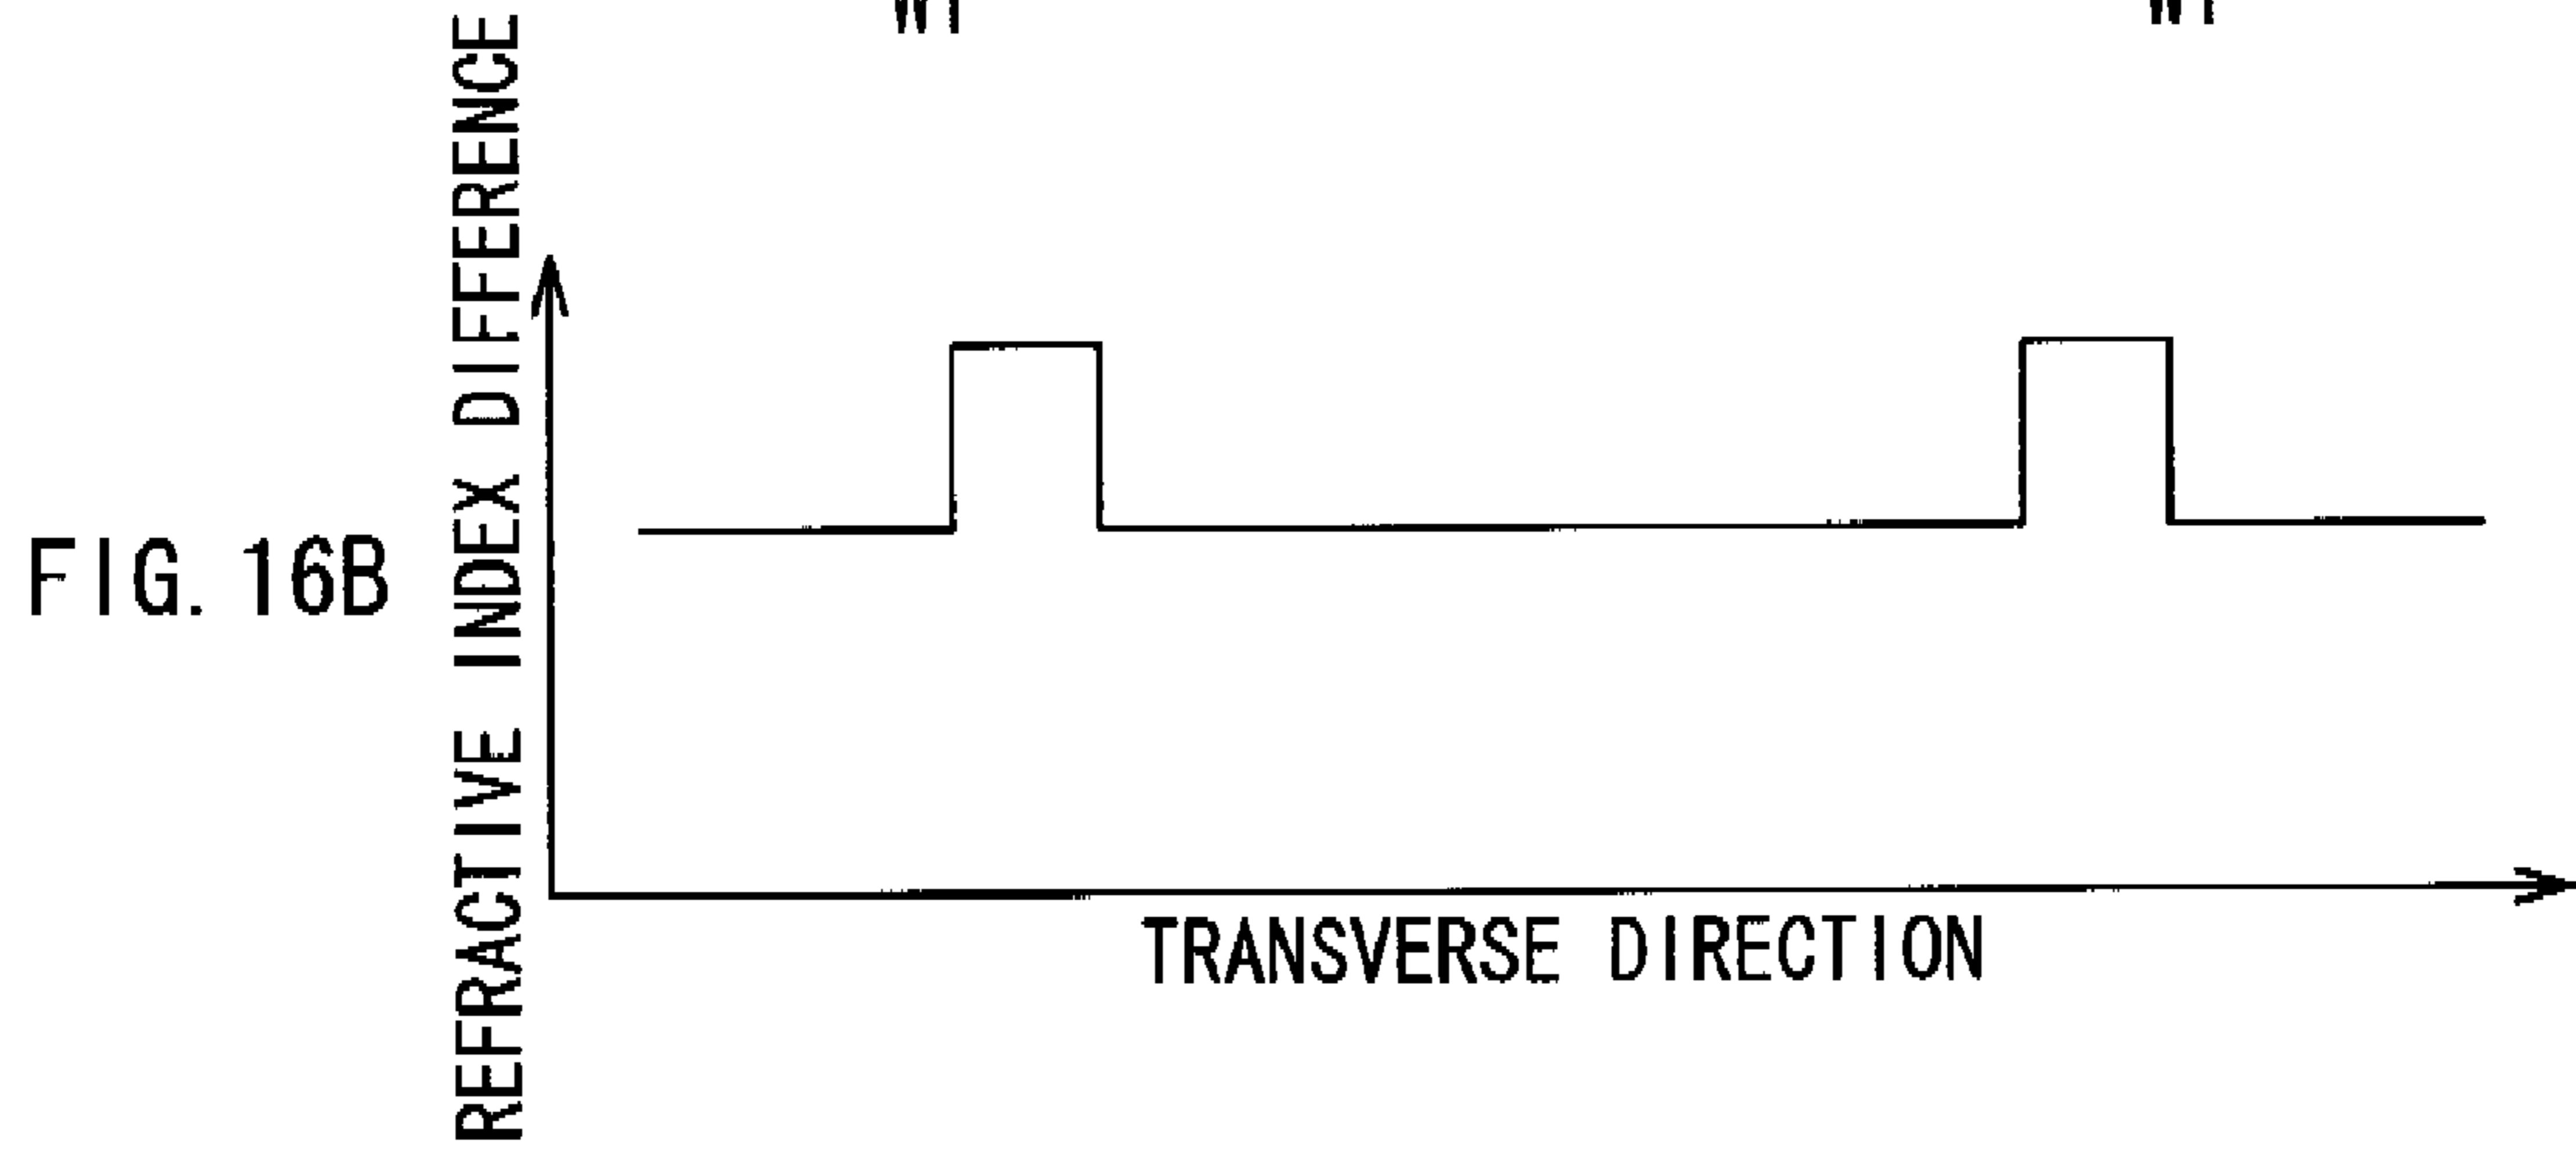 FIG. 16B
REFRACTIVE INDEX DIFFERENCE
TRANSVERSE DIRECTION